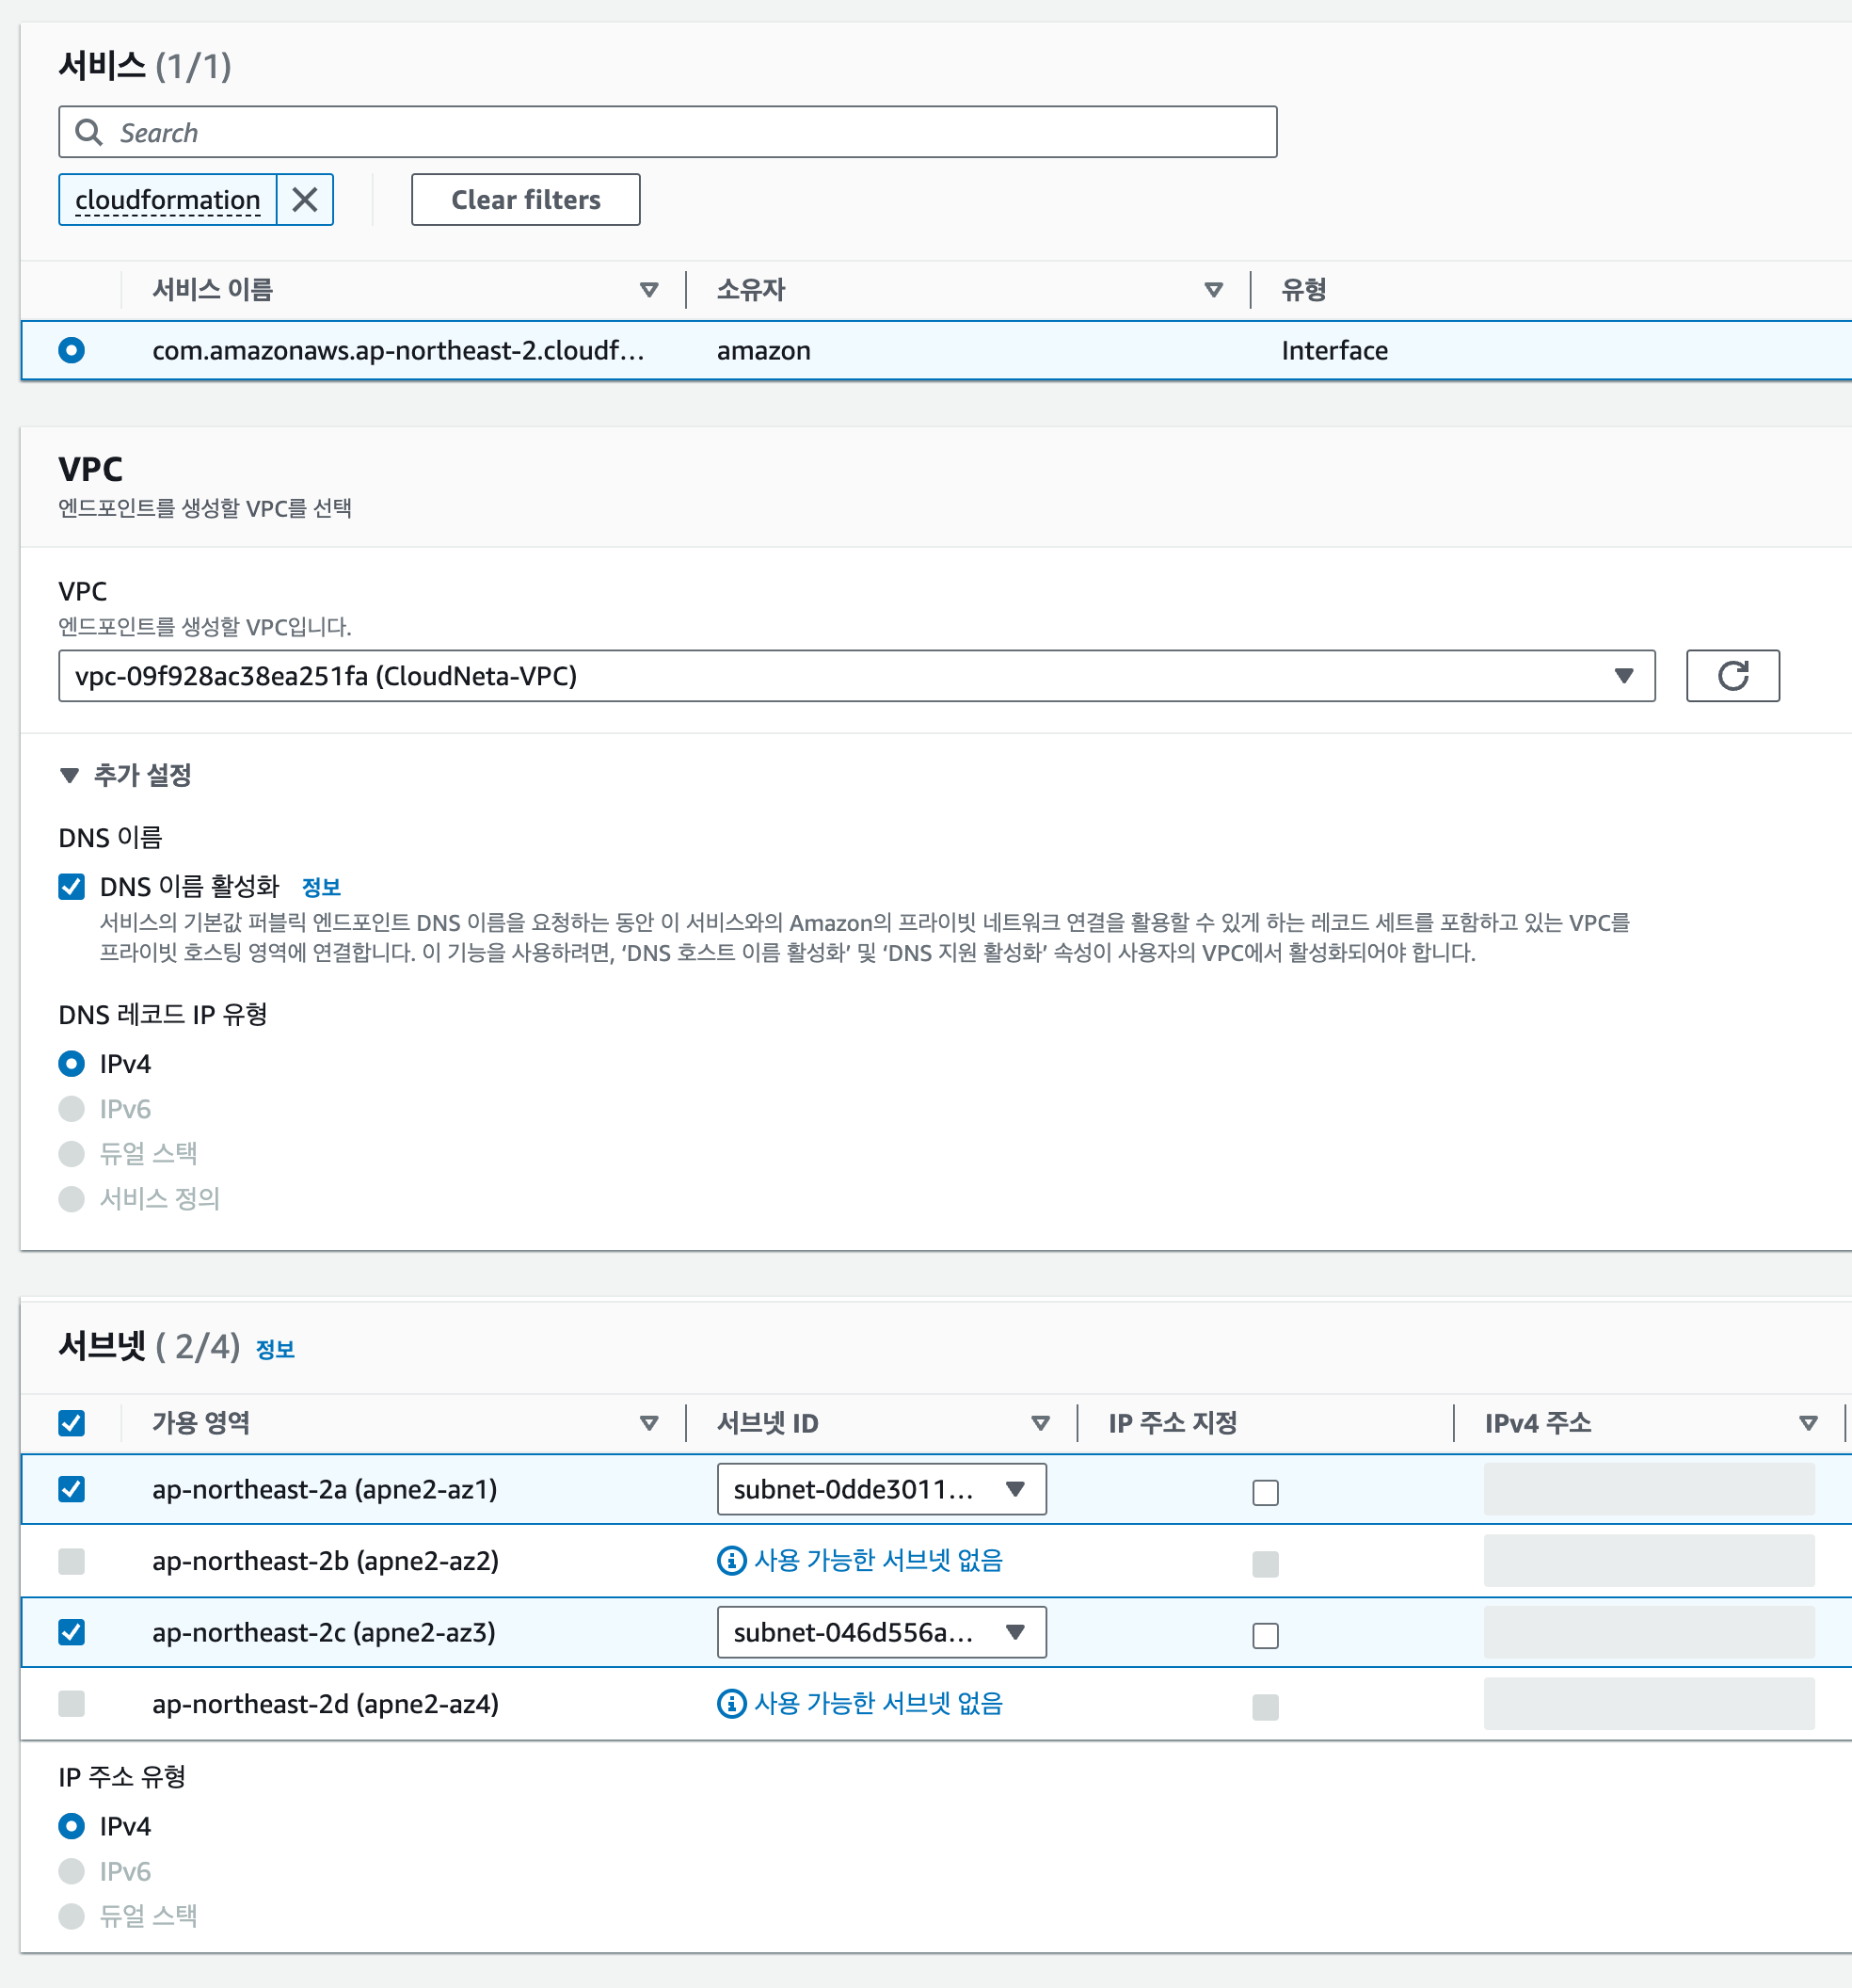 서비스 (1/1)
Search
cloudformation
Clear filters
서비스 이름 소유자 유형
com.amazonaws.ap-northeast-2.cloudf... amazon Interface
VPC
엔드포인트를 생성할 VPC를 선택
VPC
엔드포인트를 생성할 VPC입니다.
vpc-09f928ac38ea251fa (CloudNeta-VPC)
추가 설정
DNS 이름
DNS 이름 활성화 정보
서비스의 기본값 퍼블릭 엔드포인트 DNS 이름을 요청하는 동안 이 서비스와의 Amazon의 프라이빗 네트워크 연결을 활용할 수 있게 하는 레코드 세트를 포함하고 있는 VPC를
프라이빗 호스팅 영역에 연결합니다. 이 기능을 사용하려면, ‘DNS 호스트 이름 활성화’ 및 ‘DNS 지원 활성화’ 속성이 사용자의 VPC에서 활성화되어야 합니다.
DNS 레코드 IP 유형
IPv4
IPv6
듀얼 스택
서비스 정의
서브넷 ( 2/4) 정보
가용 영역 서브넷 ID IP 주소 지정 IPv4 주소
ap-northeast-2a (apne2-az1) subnet-0dde3011...
ap-northeast-2b (apne2-az2) 사용 가능한 서브넷 없음
ap-northeast-2c (apne2-az3) subnet-046d556a...
ap-northeast-2d (apne2-az4) 사용 가능한 서브넷 없음
IP 주소 유형
IPv4
IPv6
듀얼 스택